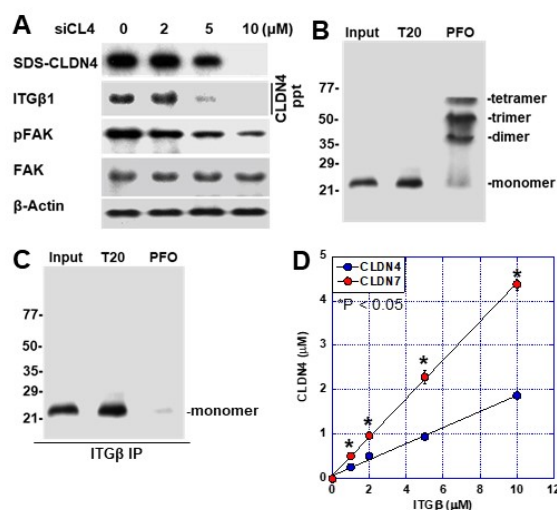 A
siCL4 0 2 5 10 (μM)
SDS-CLDN4
ITGβ1
pFAK
FAK
β-Actin
CLDN4
ppt
B
Input T20 PFO
77-
50-
35-
29-
21-
-tetramer
-trimer
-dimer
-monomer
C
Input T20 PFO
77-
50-
35-
29-
21-
-monomer
ITGβ IP
D
CLDN4
CLDN7
*P < 0.05
* * * *
CLDN4 (μM)
5
4
3
2
1
0
0 2 4 6 8 10 12
ITGβ (μM)